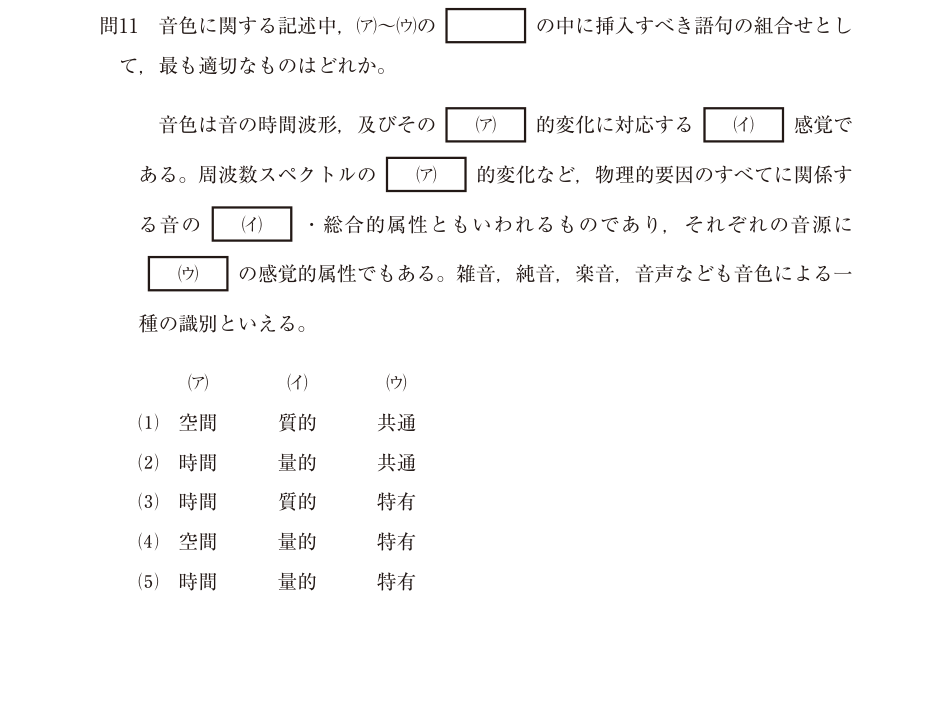 問11 音色に関する記述中，㋐～㋒の の中に挿入すべき語句の組合せとし
て，最も適切なものはどれか。
音色は音の時間波形，及びその (ア) 的変化に対応する (イ) 感覚で
ある。周波数スペクトルの (ア) 的変化など，物理的要因のすべてに関係す
る音の (イ) ・総合的属性ともいわれるものであり，それぞれの音源に
(ウ) の感覚的属性でもある。雑音，純音，楽音，音声なども音色による一
種の識別といえる。
(ア) (イ) (ウ)
(1) 空間 質的 共通
(2) 時間 量的 共通
(3) 時間 質的 特有
(4) 空間 量的 特有
(5) 時間 量的 特有